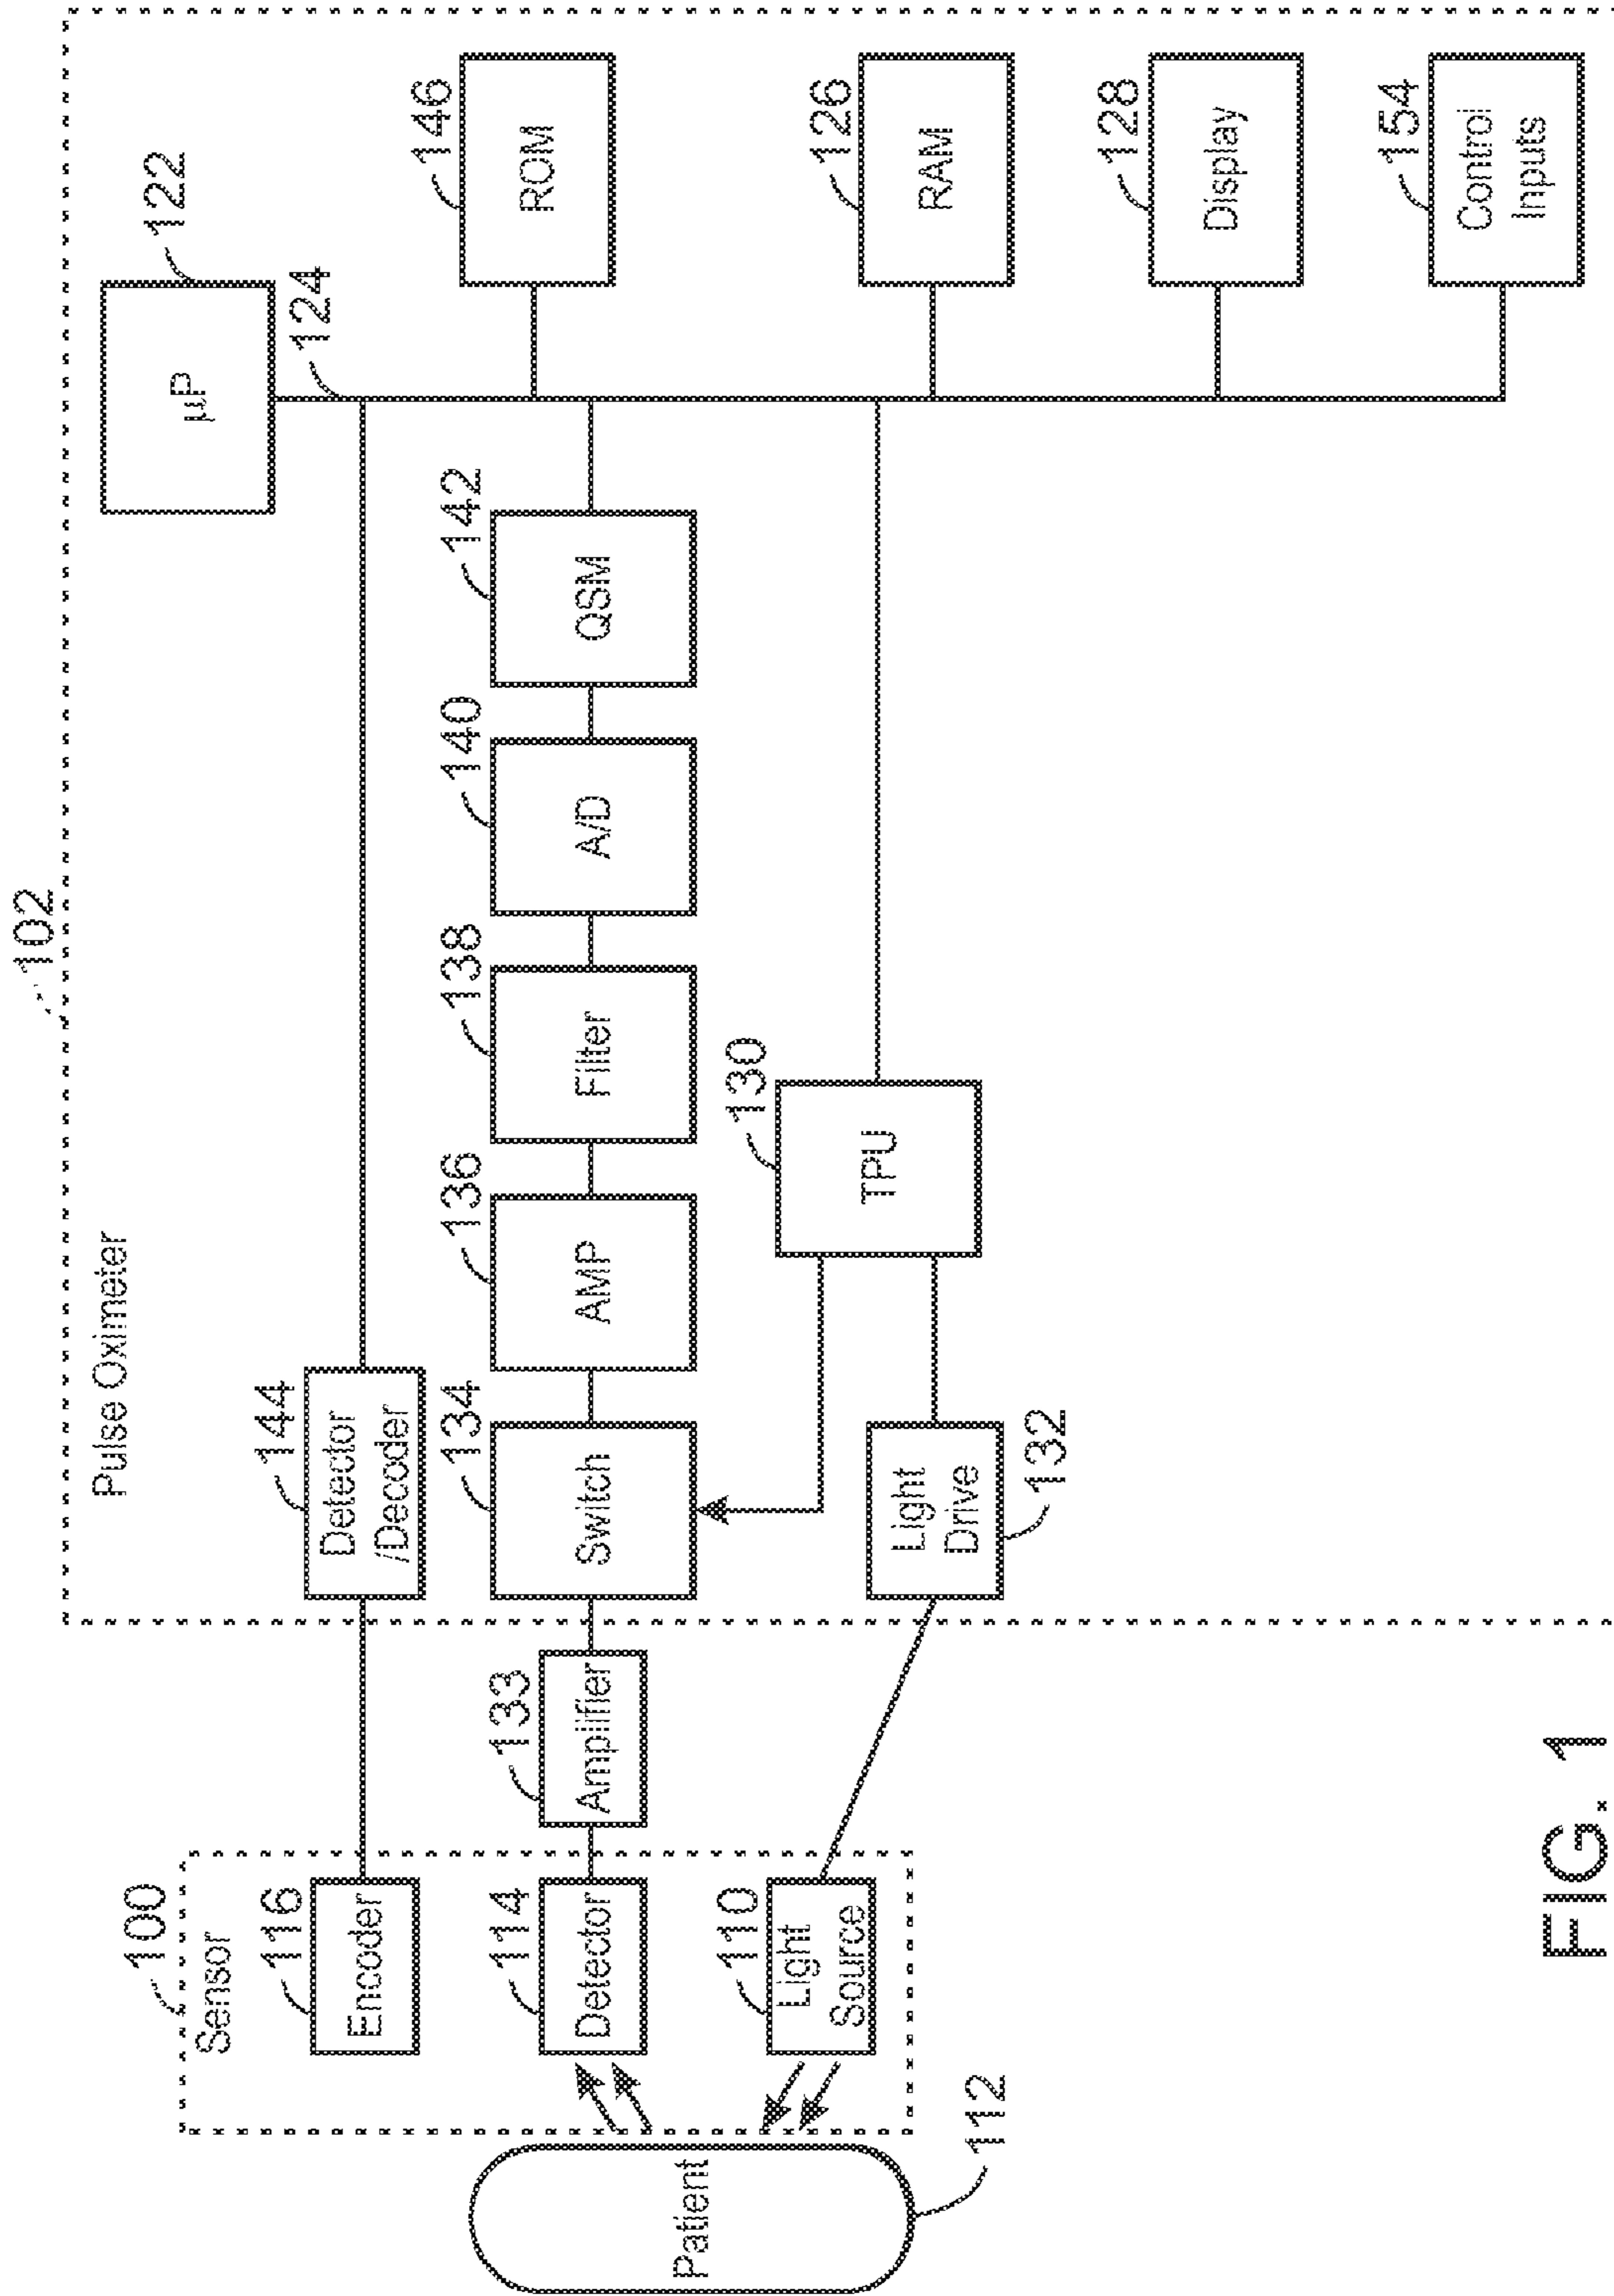 102
Pulse Oximeter
122
µP
124
146
ROM
126
RAM
128
Display
154
Control
Inputs
144
Detector
/Decoder
134
Switch
136
AMP
138
Filter
140
A/D
142
QSM
130
TPU
132
Light
Drive
133
Amplifier
100
Sensor
116
Encoder
114
Detector
110
Light
Source
Patient
112
FIG. 1